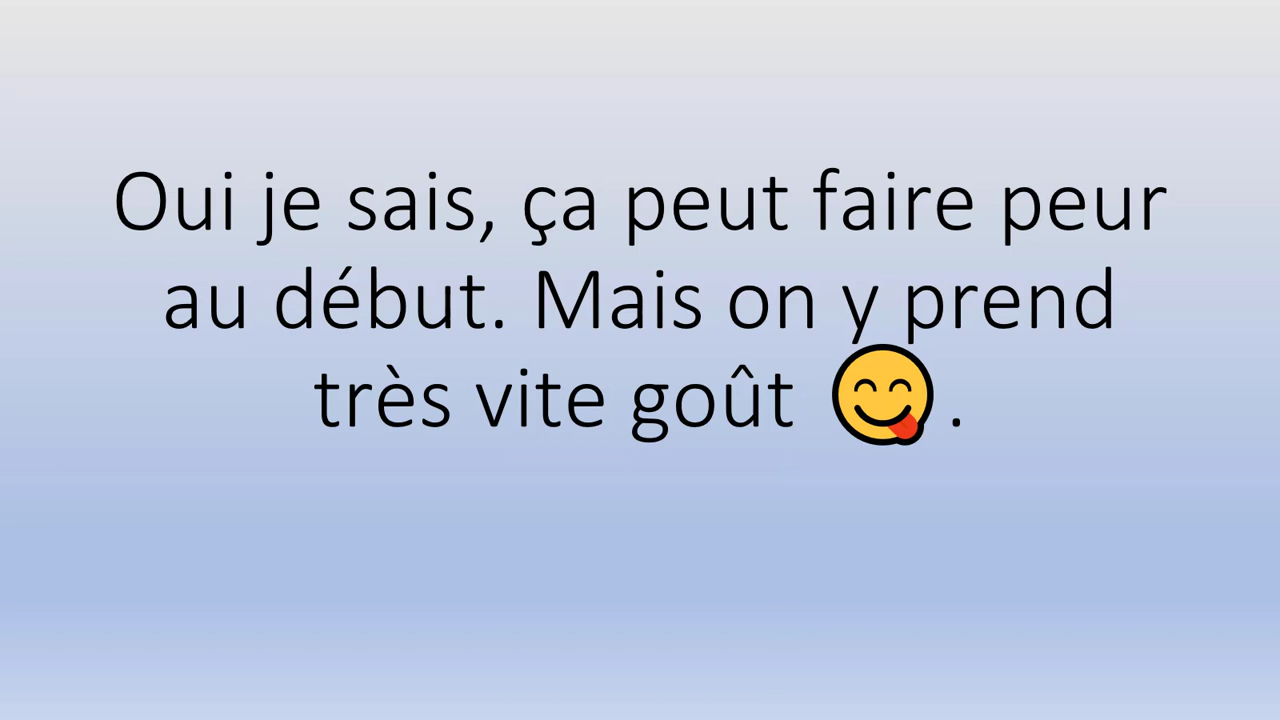 Oui je sais, ça peut faire peur
au début. Mais on y prend
très vite goût 😋.